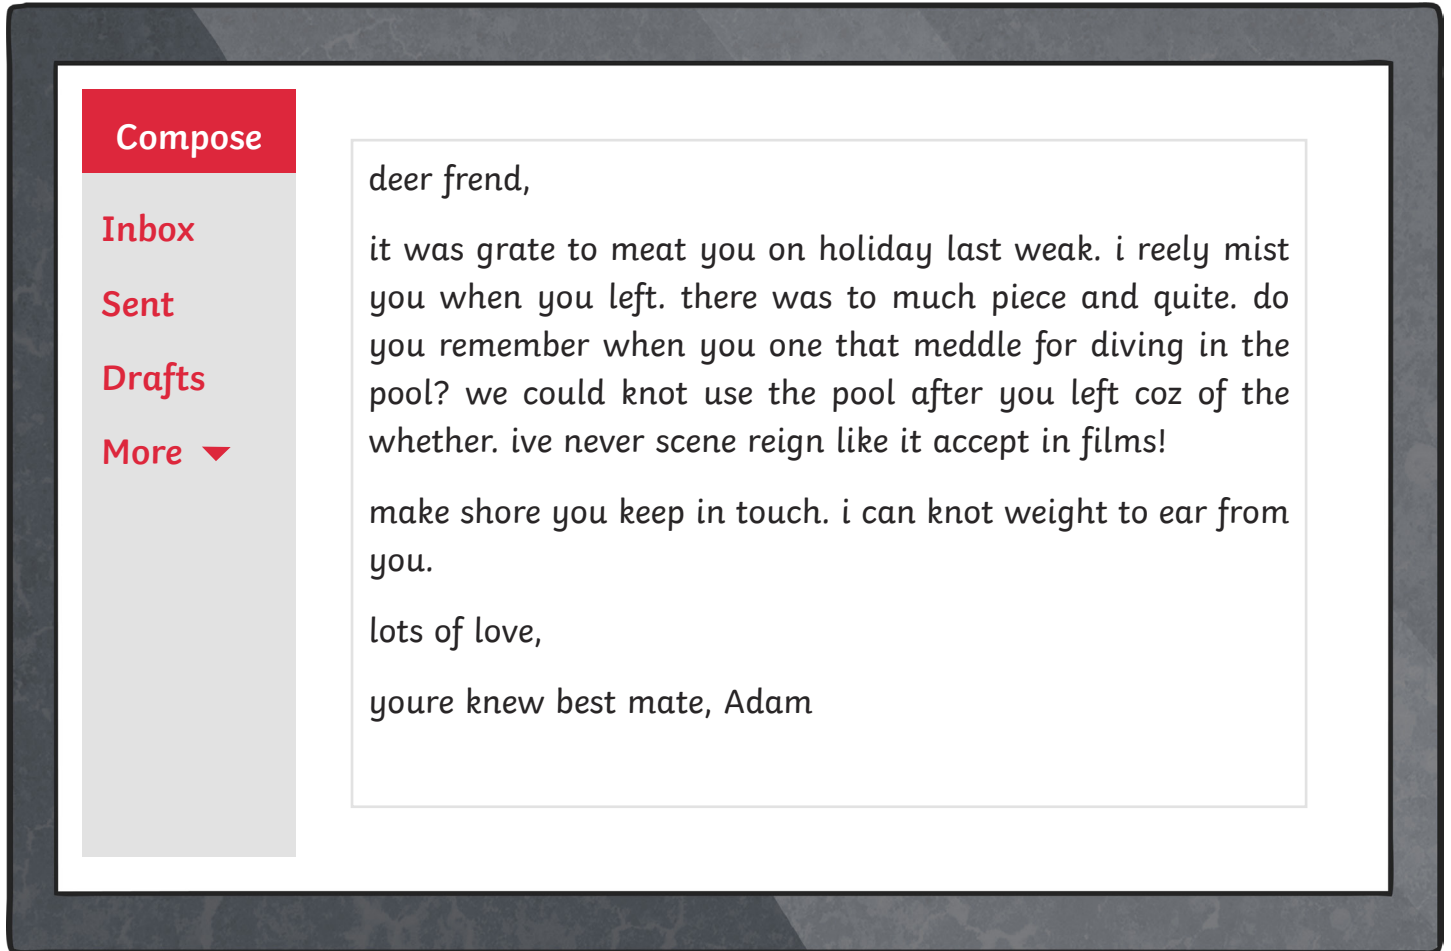 Compose
Inbox
Sent
Drafts
More
deer frend,
it was grate to meat you on holiday last weak. i reely mist
you when you left. there was to much piece and quite. do
you remember when you one that meddle for diving in the
pool? we could knot use the pool after you left coz of the
whether. ive never scene reign like it accept in films!
make shore you keep in touch. i can knot weight to ear from
you.
lots of love,
youre knew best mate, Adam